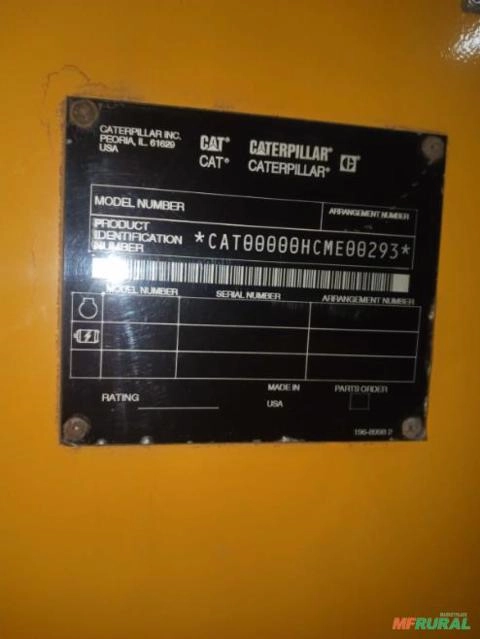 CATERPILLAR INC.
PEORIA, IL. 61629
USA
CAT® CATERPILLAR®
CAT® CATERPILLAR®
MODEL NUMBER
ARRANGEMENT NUMBER
PRODUCT
IDENTIFICATION
NUMBER
*CAT00000HCME00293*
MODEL NUMBER SERIAL NUMBER ARRANGEMENT NUMBER
RATING
MADE IN
USA
PARTS ORDER
MARKETPLACE
MFRURAL